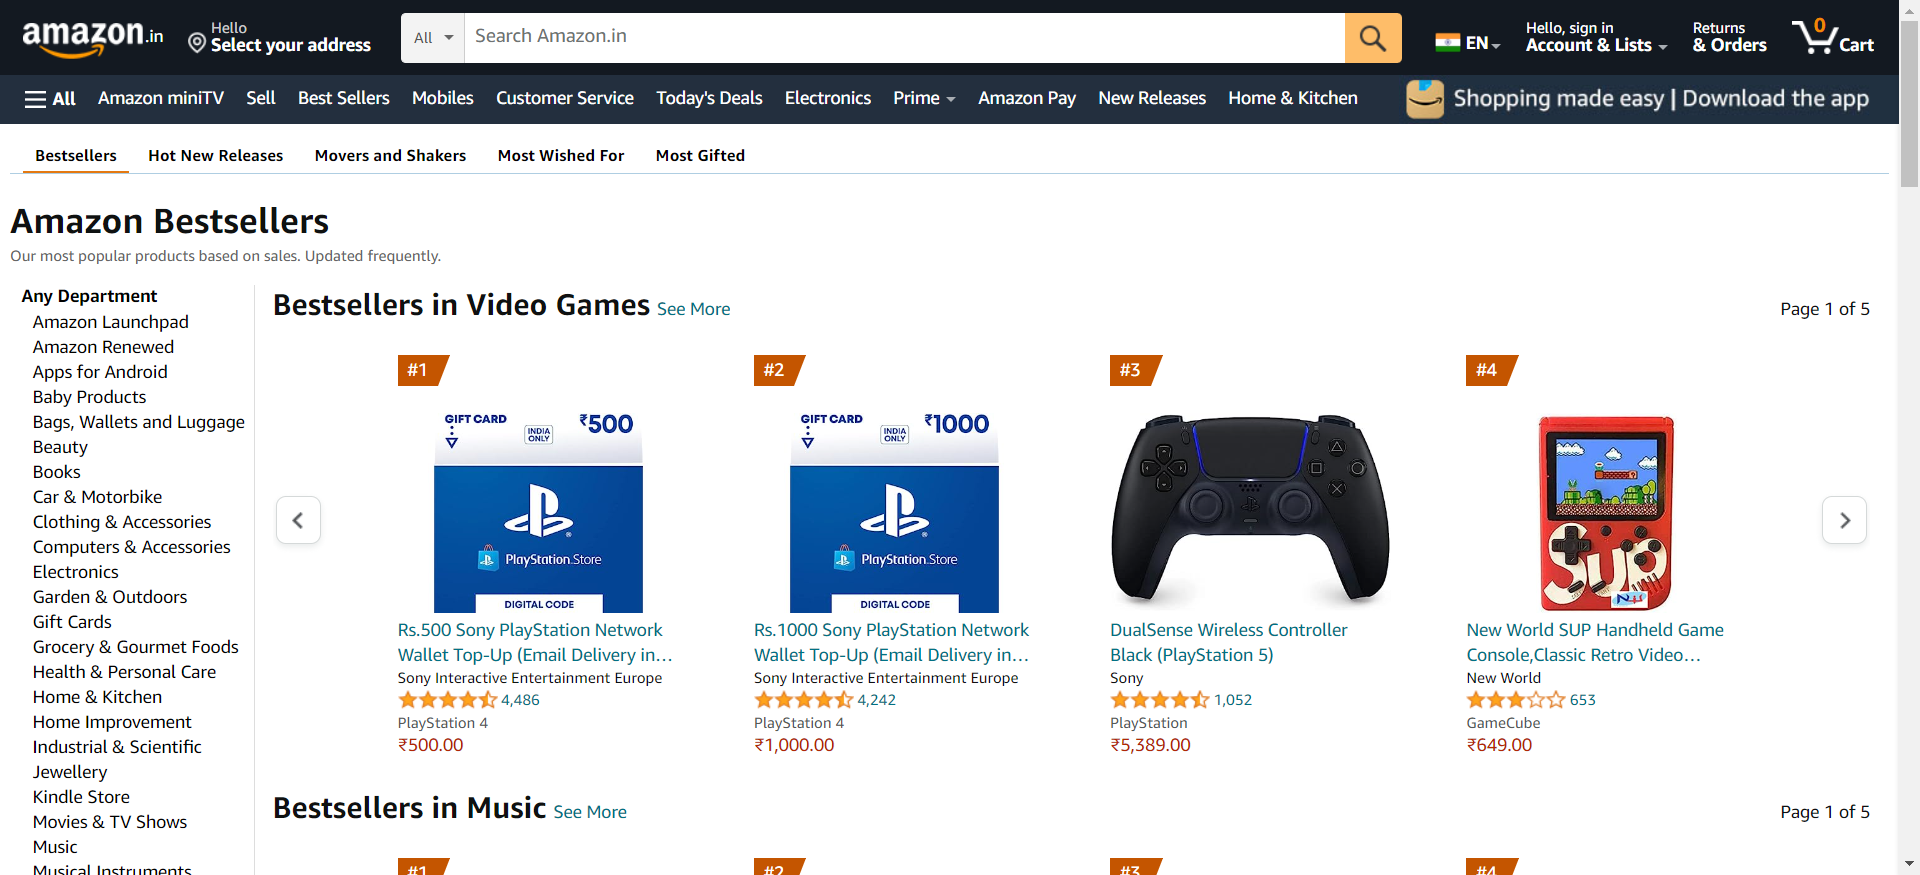 amazon.in
Hello
Select your address
All
Search Amazon.in
EN
Hello, sign in
Account & Lists
Returns
& Orders
0
Cart
All
Amazon miniTV
Sell
Best Sellers
Mobiles
Customer Service
Today's Deals
Electronics
Prime
Amazon Pay
New Releases
Home & Kitchen
Shopping made easy | Download the app
Bestsellers
Hot New Releases
Movers and Shakers
Most Wished For
Most Gifted
Amazon Bestsellers
Our most popular products based on sales. Updated frequently.
Any Department
Amazon Launchpad
Amazon Renewed
Apps for Android
Baby Products
Bags, Wallets and Luggage
Beauty
Books
Car & Motorbike
Clothing & Accessories
Computers & Accessories
Electronics
Garden & Outdoors
Gift Cards
Grocery & Gourmet Foods
Health & Personal Care
Home & Kitchen
Home Improvement
Industrial & Scientific
Jewellery
Kindle Store
Movies & TV Shows
Music
Musical Instruments
Bestsellers in Video Games See More
Page 1 of 5
#1
GIFT CARD
INDIA
ONLY
₹500
PlayStation.Store
DIGITAL CODE
Rs.500 Sony PlayStation Network
Wallet Top-Up (Email Delivery in…
Sony Interactive Entertainment Europe
4,486
PlayStation 4
₹500.00
#2
GIFT CARD
INDIA
ONLY
₹1000
PlayStation.Store
DIGITAL CODE
Rs.1000 Sony PlayStation Network
Wallet Top-Up (Email Delivery in…
Sony Interactive Entertainment Europe
4,242
PlayStation 4
₹1,000.00
#3
DualSense Wireless Controller
Black (PlayStation 5)
Sony
1,052
PlayStation
₹5,389.00
#4
SUP
New World SUP Handheld Game
Console,Classic Retro Video…
New World
653
GameCube
₹649.00
Bestsellers in Music See More
Page 1 of 5
#1
#2
#3
#4